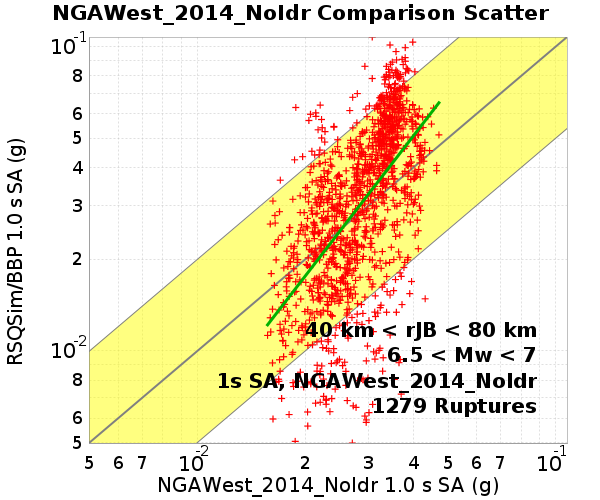 NGAWest_2014_NoIdr Comparison Scatter
10⁻¹
8
6
5
4
3
2
10⁻²
8
6
5
RSQSim/BBP 1.0 s SA (g)
40 km < rJB < 80 km
6.5 < Mw < 7
1s SA, NGAWest_2014_NoIdr
1279 Ruptures
5 6 7 10⁻² 2 3 4 5 6 7 10⁻¹
NGAWest_2014_NoIdr 1.0 s SA (g)